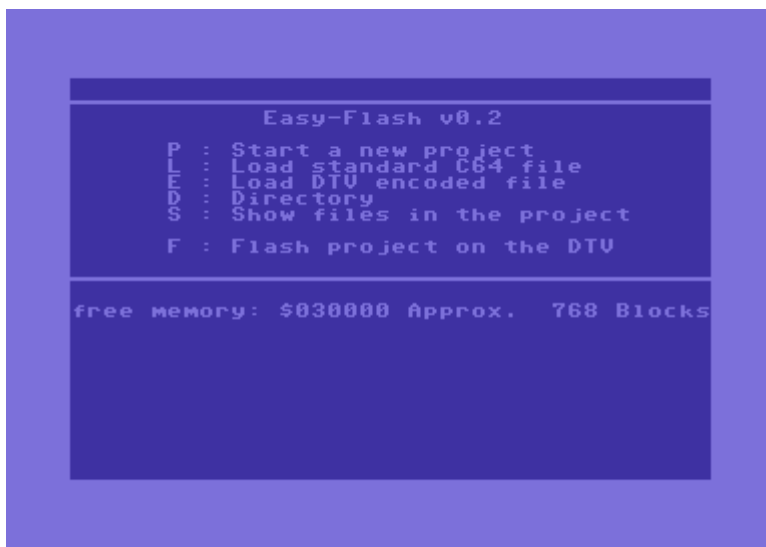 Easy-Flash v0.2
P : Start a new project
L : Load standard C64 file
E : Load DTV encoded file
D : Directory
S : Show files in the project
F : Flash project on the DTV
free memory: $030000 Approx. 768 Blocks